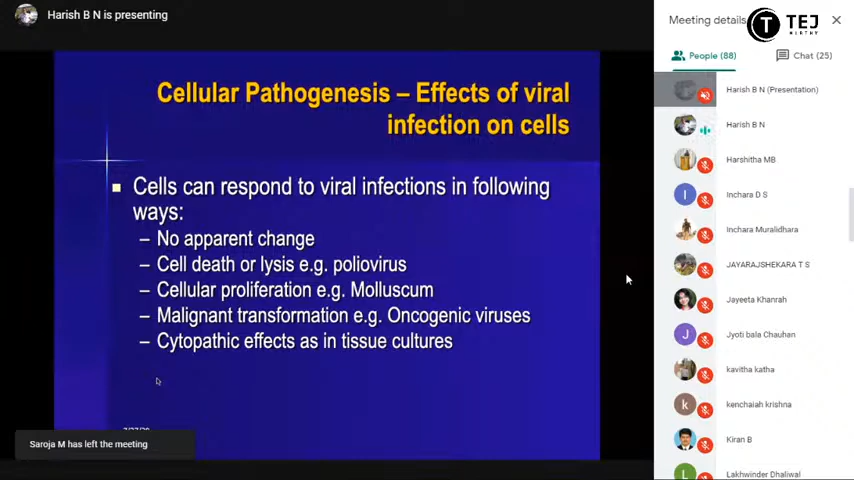 Harish B N is presenting
Meeting details
TEJ
People (88)
Chat (25)
Cellular Pathogenesis – Effects of viral
infection on cells
Cells can respond to viral infections in following
ways:
– No apparent change
– Cell death or lysis e.g. poliovirus
– Cellular proliferation e.g. Molluscum
– Malignant transformation e.g. Oncogenic viruses
– Cytopathic effects as in tissue cultures
Saroja M has left the meeting
Harish B N (Presentation)
Harish B N
Harshitha MB
I
Inchara D S
Inchara Muralidhara
JAYARAJSHEKARA T S
Jayeeta Khanrah
J
Jyoti bala Chauhan
kavitha katha
k
kenchaiah krishna
Kiran B
L
Lakhwinder Dhaliwal